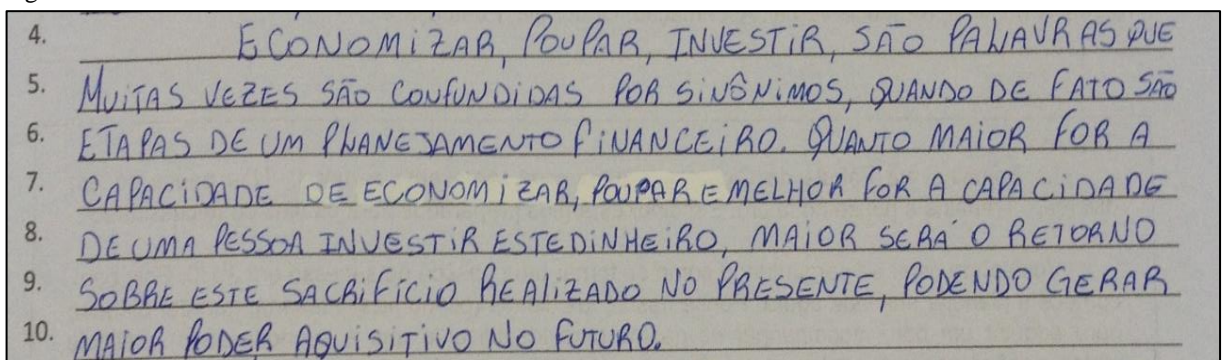 4. ECONOMIZAR, POUPAR, INVESTIR, SÃO PALAVRAS QUE
5. MUITAS VEZES SÃO CONFUNDIDAS POR SINÔNIMOS, QUANDO DE FATO SÃO
6. ETAPAS DE UM PLANEJAMENTO FINANCEIRO. QUANTO MAIOR FOR A
7. CAPACIDADE DE ECONOMIZAR, POUPAR E MELHOR FOR A CAPACIDADE
8. DE UMA PESSOA INVESTIR ESTE DINHEIRO, MAIOR SERÁ O RETORNO
9. SOBRE ESTE SACRIFÍCIO REALIZADO NO PRESENTE, PODENDO GERAR
10. MAIOR PODER AQUISITIVO NO FUTURO.